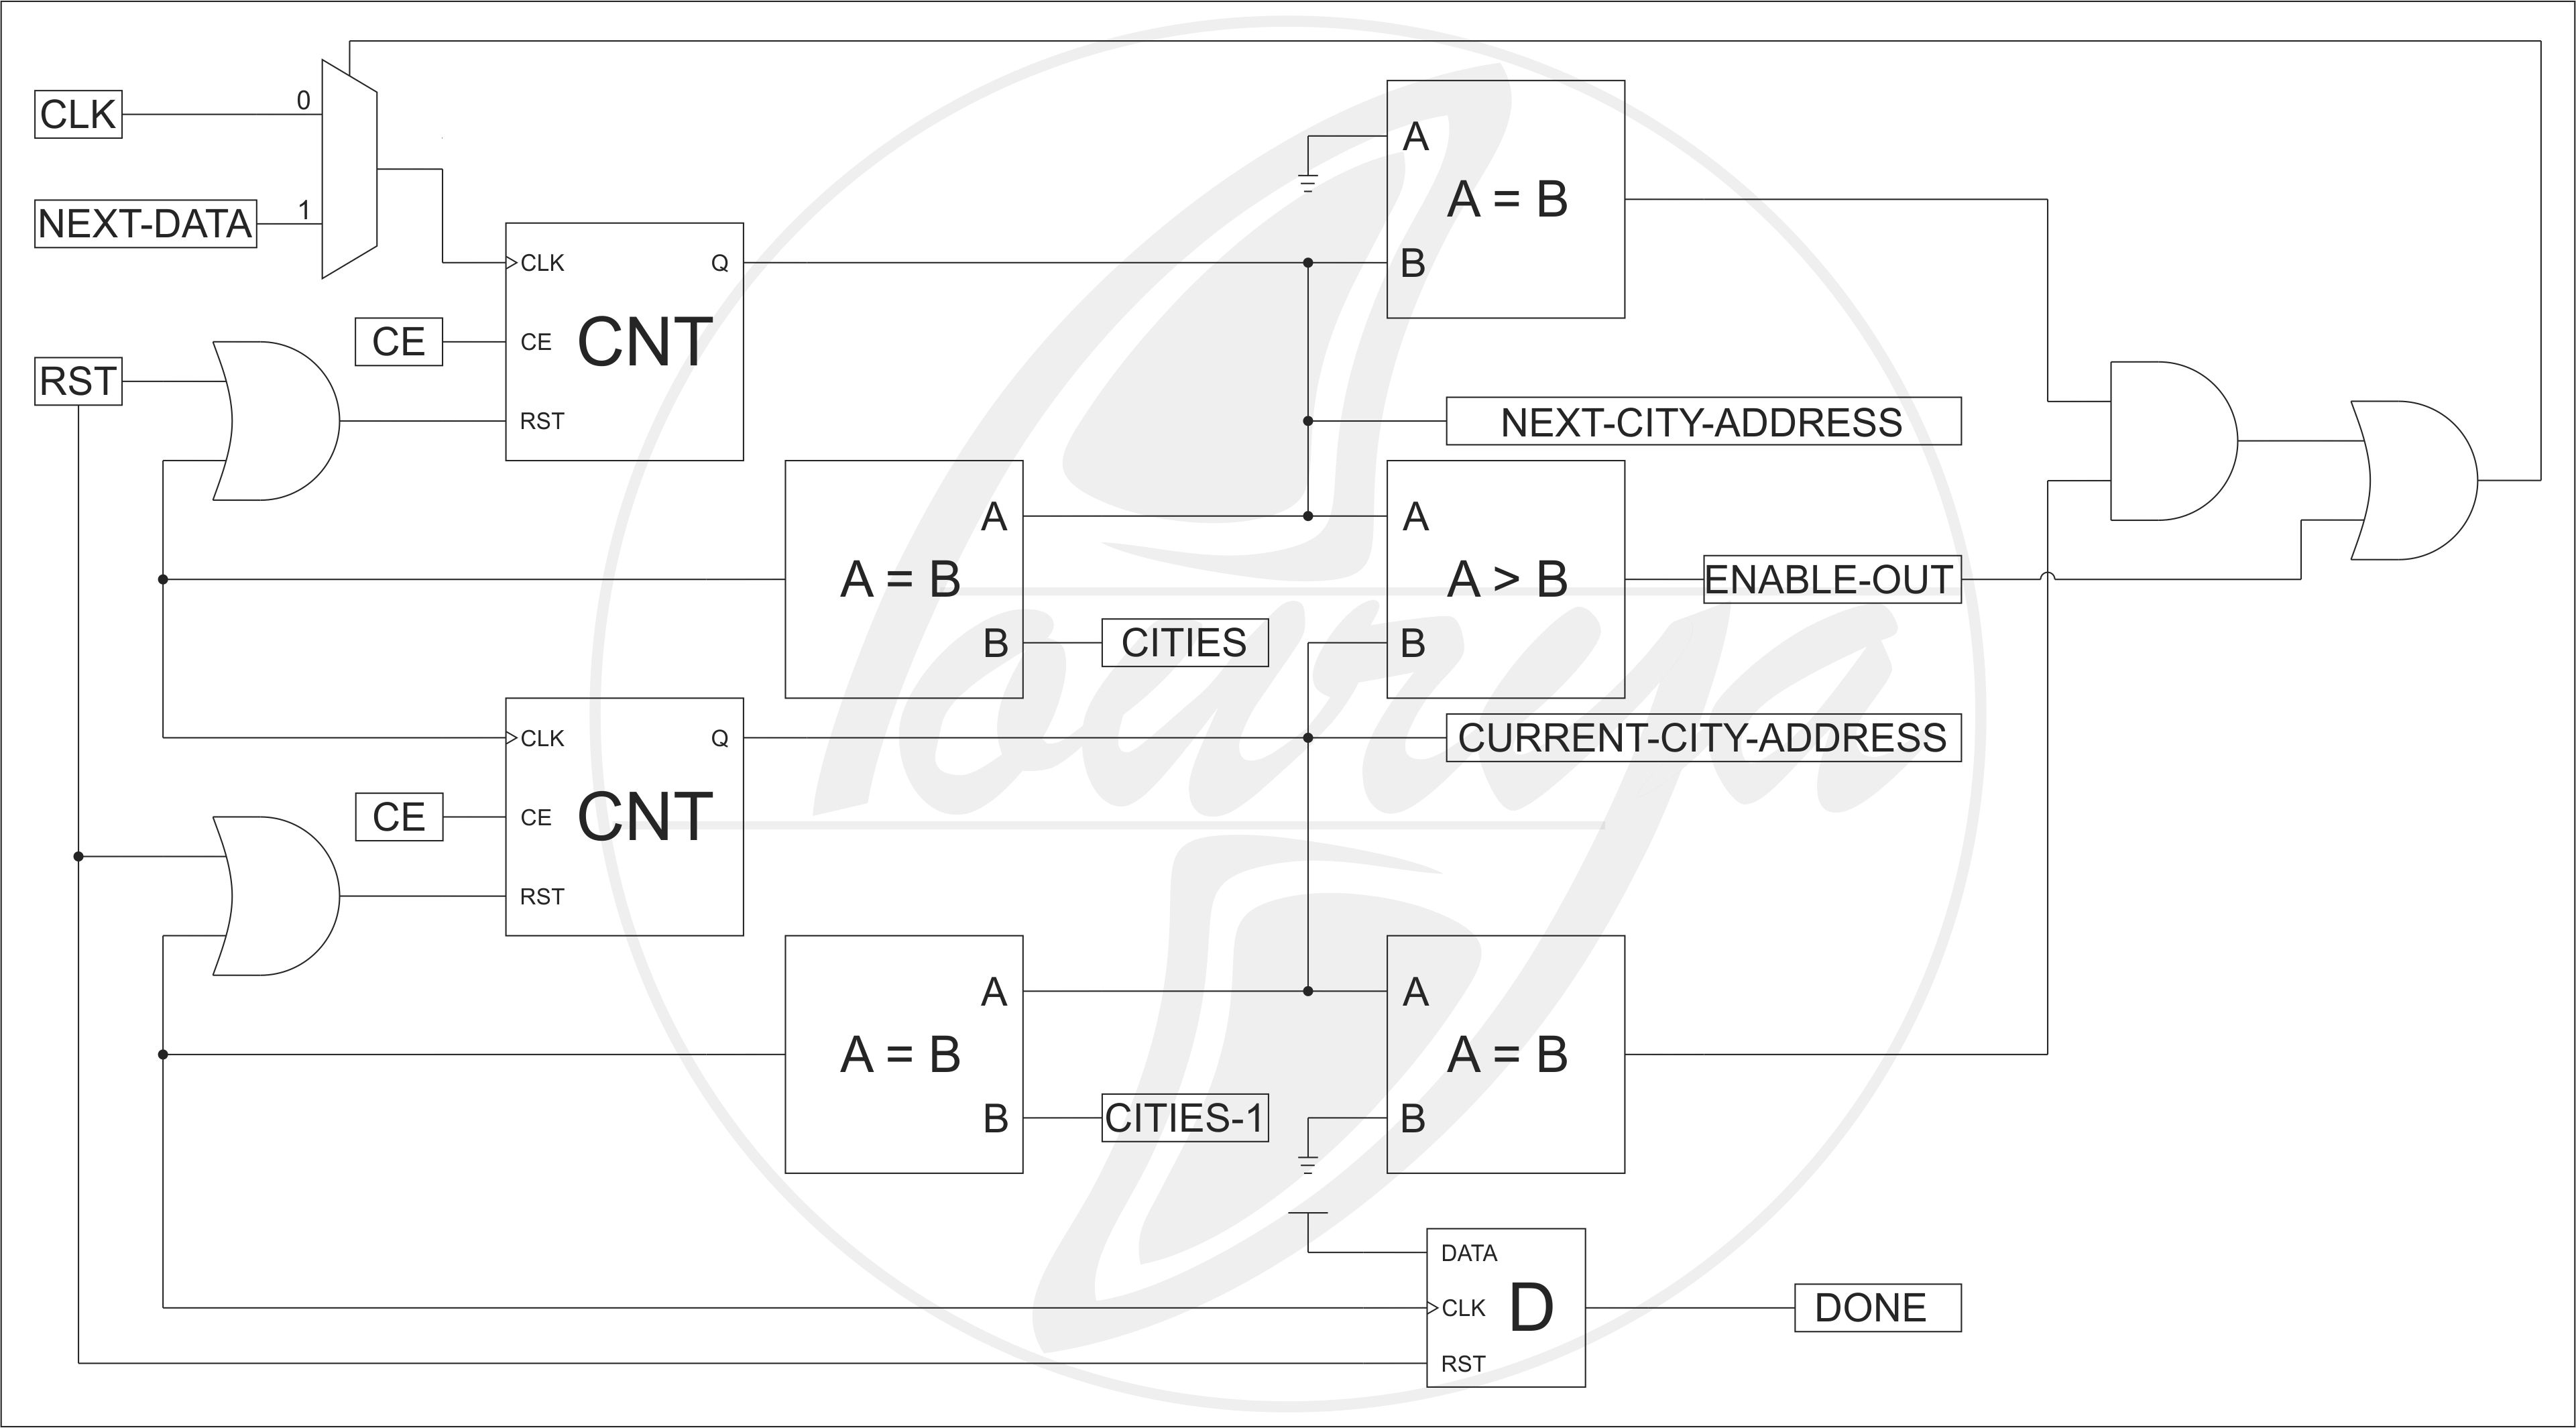 CLK
0
NEXT-DATA
1
CLK
Q
CE
CE
CNT
RST
RST
A
A = B
B
NEXT-CITY-ADDRESS
A
A = B
B
CITIES
A
A > B
B
ENABLE-OUT
CLK
Q
CURRENT-CITY-ADDRESS
CE
CE
CNT
RST
A
A = B
B
CITIES-1
A
A = B
B
DATA
CLK
D
RST
DONE